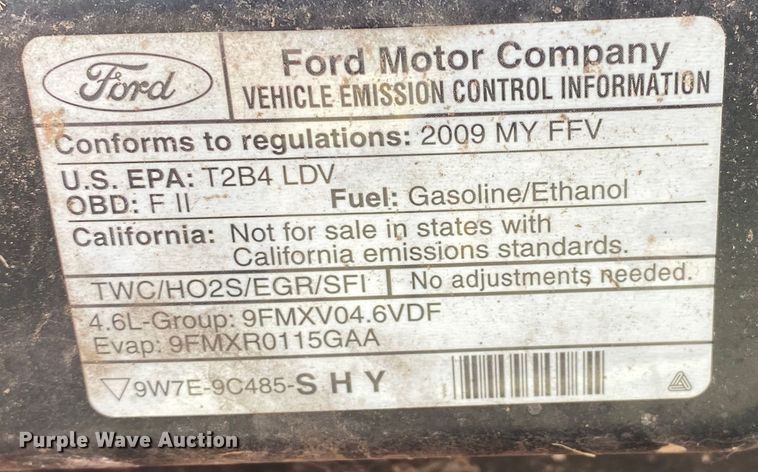 Ford
Ford Motor Company
VEHICLE EMISSION CONTROL INFORMATION
Conforms to regulations: 2009 MY FFV
U.S. EPA: T2B4 LDV
OBD: F II Fuel: Gasoline/Ethanol
California: Not for sale in states with
California emissions standards.
TWC/HO2S/EGR/SFI No adjustments needed.
4.6L-Group: 9FMXV04.6VDF
Evap: 9FMXR0115GAA
9W7E-9C485-SHY
Purple Wave Auction